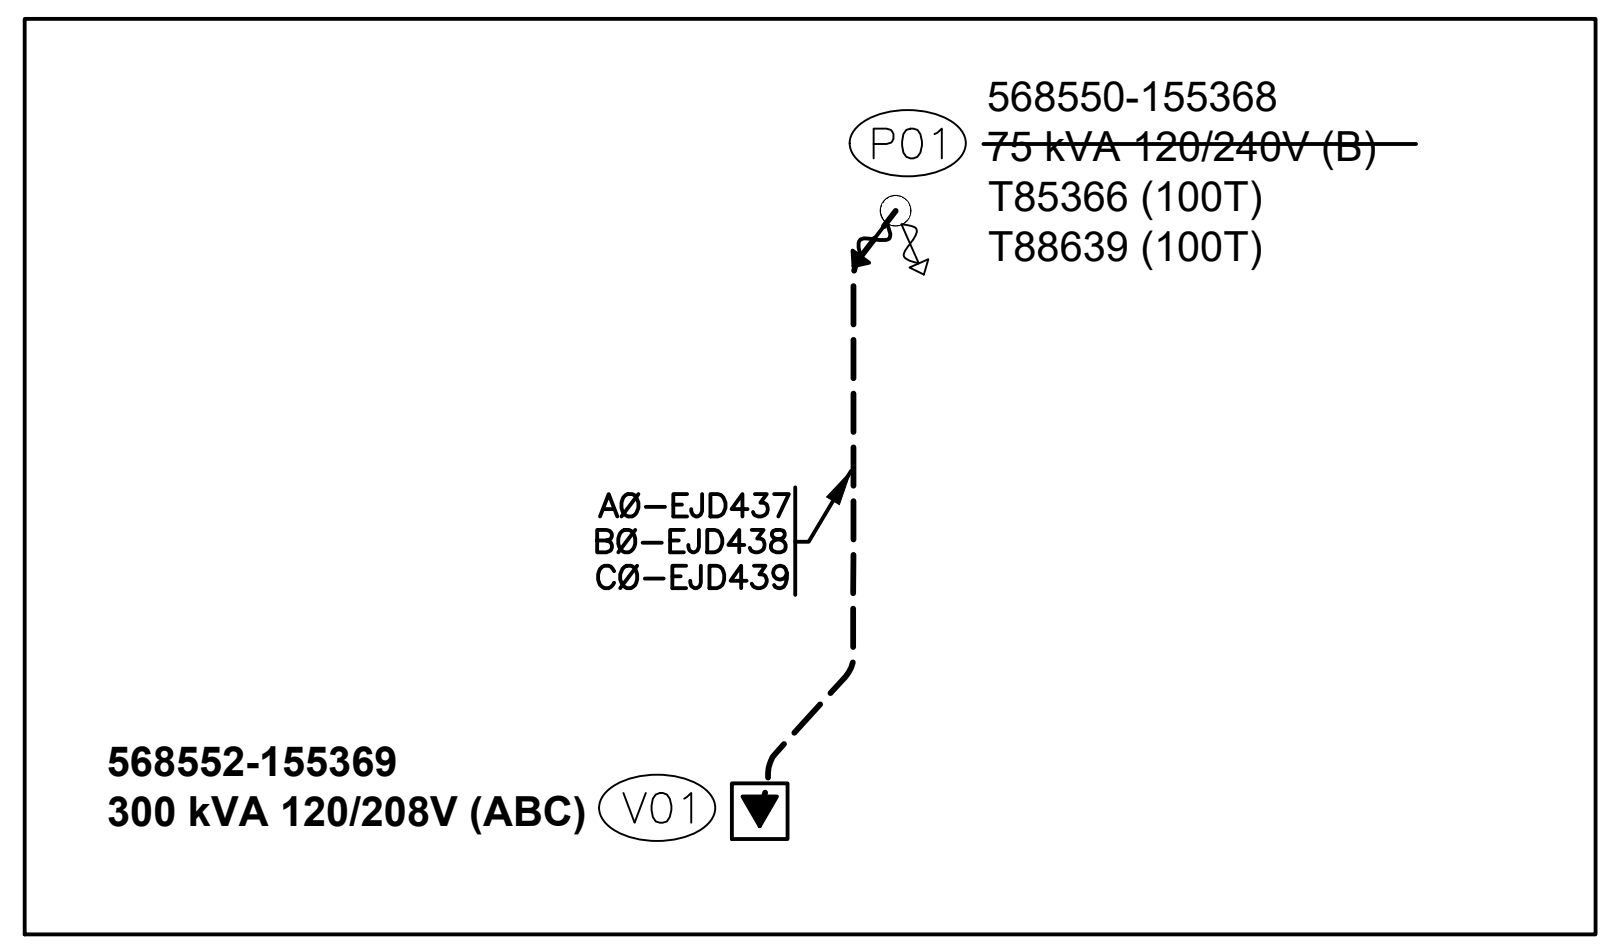 568550-155368
P01
75 kVA 120/240V (B)
T85366 (100T)
T88639 (100T)
AØ-EJD437
BØ-EJD438
CØ-EJD439
568552-155369
300 kVA 120/208V (ABC)
V01